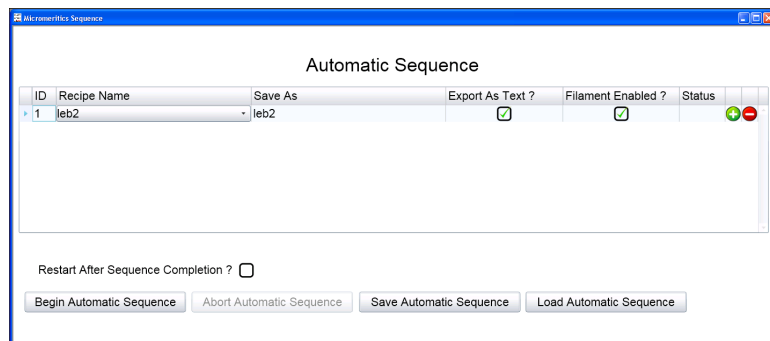 Micromeritics Sequence
Automatic Sequence
ID Recipe Name Save As Export As Text ? Filament Enabled ? Status
1 leb2 leb2
Restart After Sequence Completion ?
Begin Automatic Sequence Abort Automatic Sequence Save Automatic Sequence Load Automatic Sequence